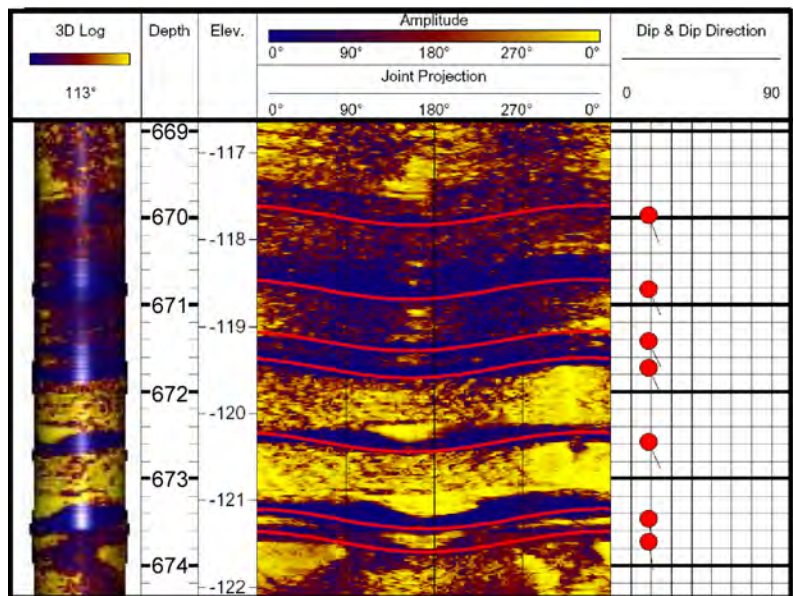 3D Log
113°
Depth
Elev.
Amplitude
0° 90° 180° 270° 0°
Joint Projection
0° 90° 180° 270° 0°
Dip & Dip Direction
0 90
669
-117
670
-118
671
-119
672
-120
673
-121
674
-122